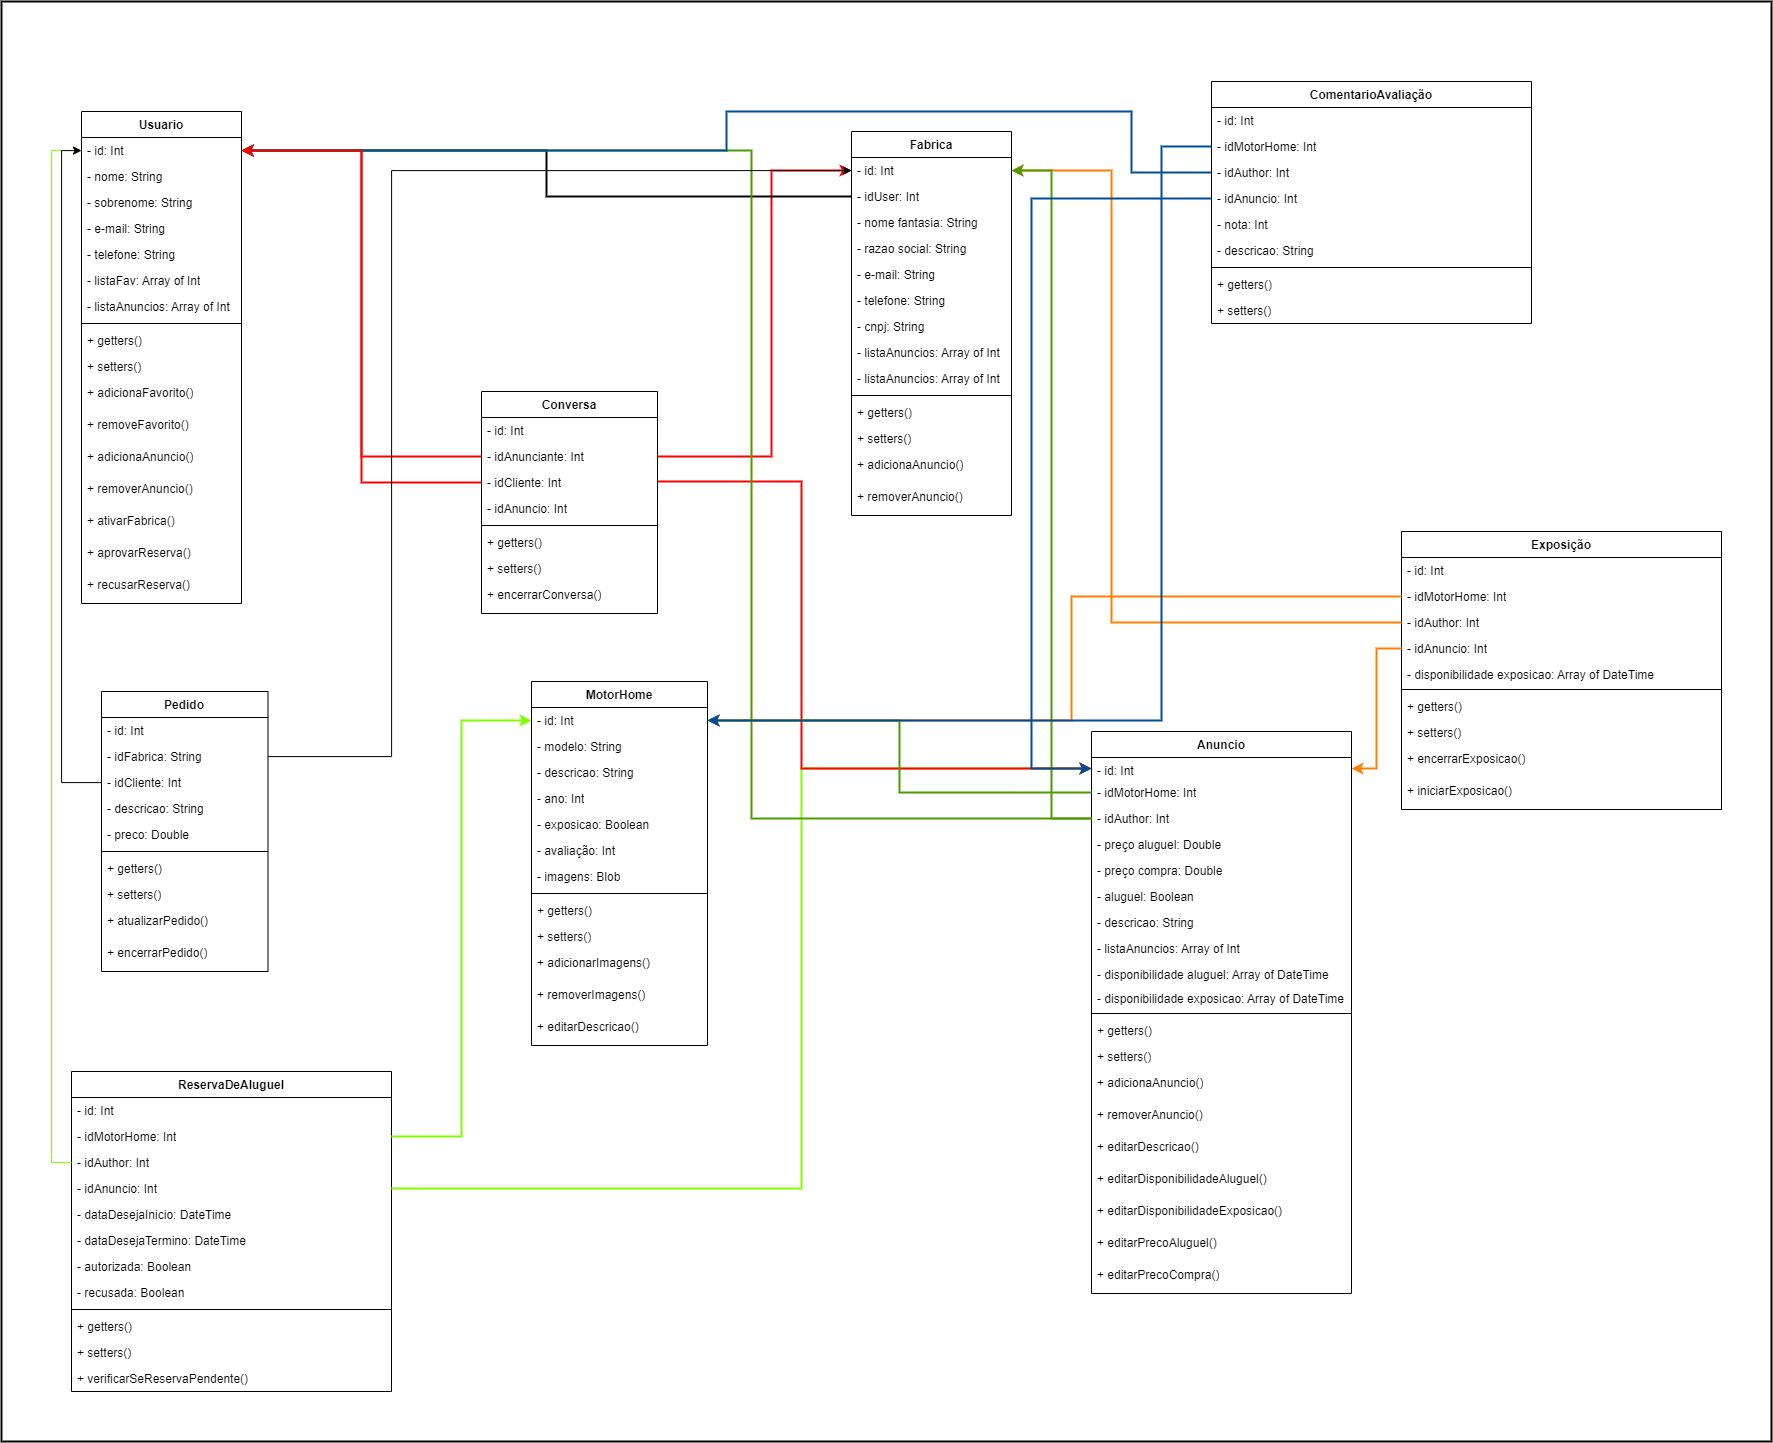 Usuario
- id: Int
- nome: String
- sobrenome: String
- e-mail: String
- telefone: String
- listaFav: Array of Int
- listaAnuncios: Array of Int
+ getters()
+ setters()
+ adicionaFavorito()
+ removeFavorito()
+ adicionaAnuncio()
+ removerAnuncio()
+ ativarFabrica()
+ aprovarReserva()
+ recusarReserva()
Fabrica
- id: Int
- idUser: Int
- nome fantasia: String
- razao social: String
- e-mail: String
- telefone: String
- cnpj: String
- listaAnuncios: Array of Int
- listaAnuncios: Array of Int
+ getters()
+ setters()
+ adicionaAnuncio()
+ removerAnuncio()
ComentarioAvaliação
- id: Int
- idMotorHome: Int
- idAuthor: Int
- idAnuncio: Int
- nota: Int
- descricao: String
+ getters()
+ setters()
Conversa
- id: Int
- idAnunciante: Int
- idCliente: Int
- idAnuncio: Int
+ getters()
+ setters()
+ encerrarConversa()
Exposição
- id: Int
- idMotorHome: Int
- idAuthor: Int
- idAnuncio: Int
- disponibilidade exposicao: Array of DateTime
+ getters()
+ setters()
+ encerrarExposicao()
+ iniciarExposicao()
Pedido
- id: Int
- idFabrica: String
- idCliente: Int
- descricao: String
- preco: Double
+ getters()
+ setters()
+ atualizarPedido()
+ encerrarPedido()
MotorHome
- id: Int
- modelo: String
- descricao: String
- ano: Int
- exposicao: Boolean
- avaliação: Int
- imagens: Blob
+ getters()
+ setters()
+ adicionarImagens()
+ removerImagens()
+ editarDescricao()
Anuncio
- id: Int
- idMotorHome: Int
- idAuthor: Int
- preço aluguel: Double
- preço compra: Double
- aluguel: Boolean
- descricao: String
- listaAnuncios: Array of Int
- disponibilidade aluguel: Array of DateTime
- disponibilidade exposicao: Array of DateTime
+ getters()
+ setters()
+ adicionaAnuncio()
+ removerAnuncio()
+ editarDescricao()
+ editarDisponibilidadeAluguel()
+ editarDisponibilidadeExposicao()
+ editarPrecoAluguel()
+ editarPrecoCompra()
ReservaDeAluguel
- id: Int
- idMotorHome: Int
- idAuthor: Int
- idAnuncio: Int
- dataDesejaInicio: DateTime
- dataDesejaTermino: DateTime
- autorizada: Boolean
- recusada: Boolean
+ getters()
+ setters()
+ verificarSeReservaPendente()